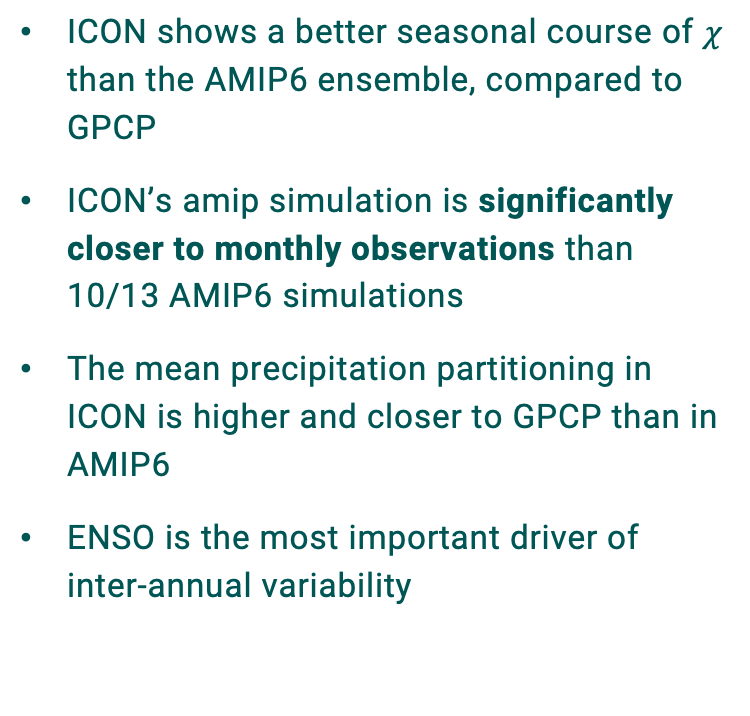 • ICON shows a better seasonal course of χ
than the AMIP6 ensemble, compared to
GPCP
• ICON’s amip simulation is significantly
closer to monthly observations than
10/13 AMIP6 simulations
• The mean precipitation partitioning in
ICON is higher and closer to GPCP than in
AMIP6
• ENSO is the most important driver of
inter-annual variability